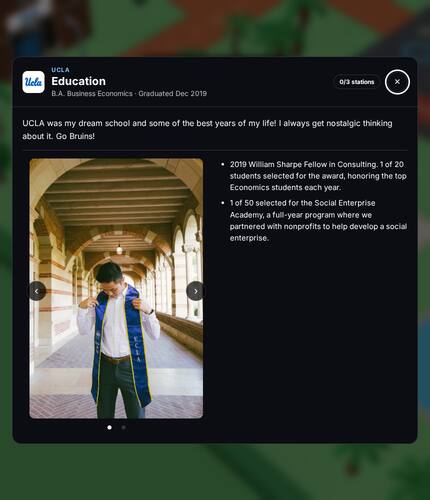 UCLA
Ucla
Education
B.A. Business Economics · Graduated Dec 2019
0/3 stations
×
UCLA was my dream school and some of the best years of my life! I always get nostalgic thinking
about it. Go Bruins!
• 2019 William Sharpe Fellow in Consulting. 1 of 20
students selected for the award, honoring the top
Economics students each year.
• 1 of 50 selected for the Social Enterprise
Academy, a full-year program where we
partnered with nonprofits to help develop a social
enterprise.
‹
›
UCLA